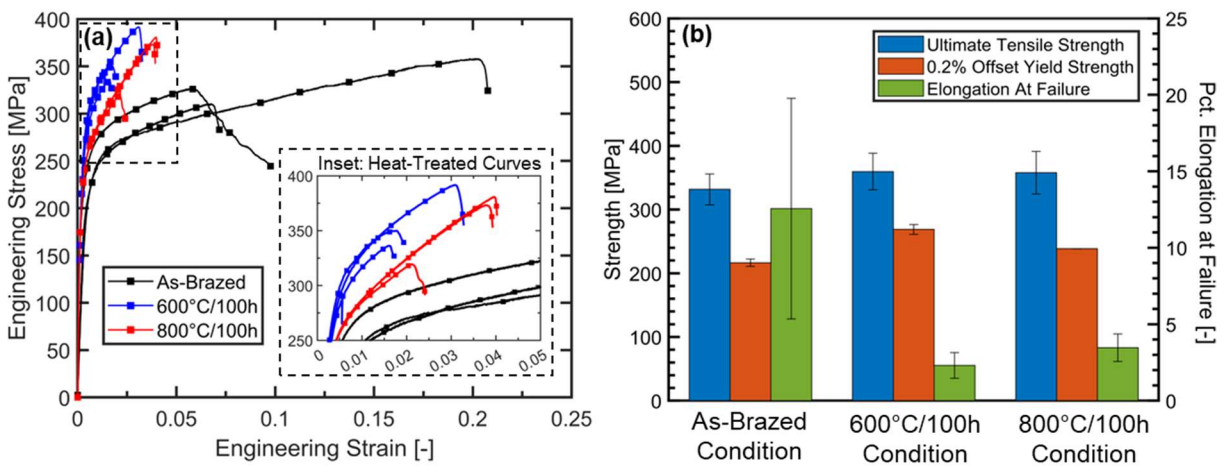 (a)
400
350
300
250
200
150
100
50
0
Engineering Stress [MPa]
As-Brazed
600°C/100h
800°C/100h
Inset: Heat-Treated Curves
400
350
300
250
0
0.01
0.02
0.03
0.04
0.05
0
0.05
0.1
0.15
0.2
0.25
Engineering Strain [-]
(b)
600
500
400
300
200
100
0
Strength [MPa]
Ultimate Tensile Strength
0.2% Offset Yield Strength
Elongation At Failure
25
20
15
10
5
0
Pct. Elongation at Failure [-]
As-Brazed
Condition
600°C/100h
Condition
800°C/100h
Condition